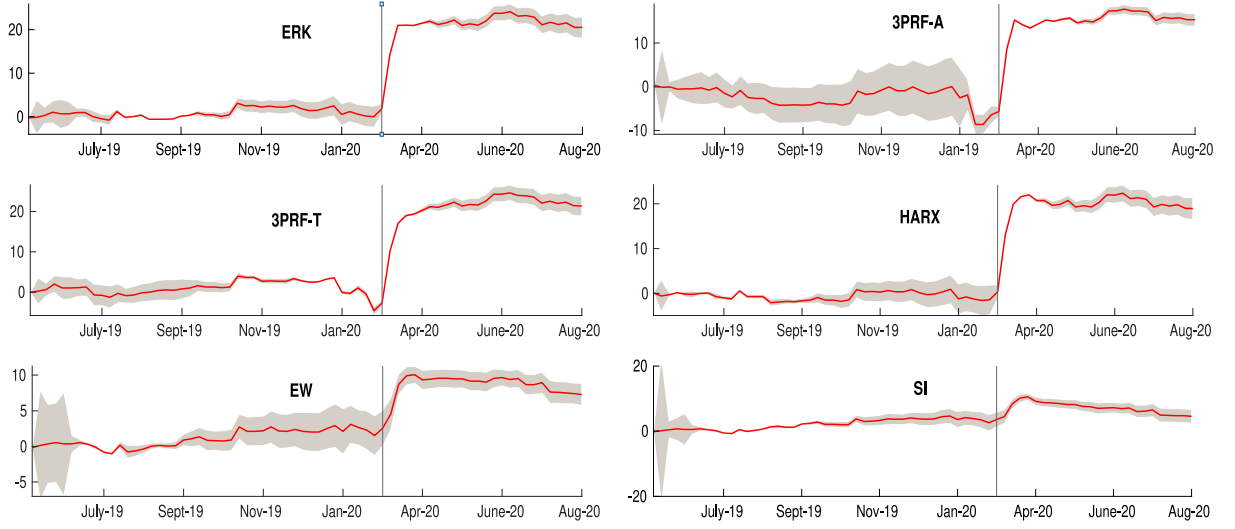 ERK
20
10
0
July-19 Sept-19 Nov-19 Jan-20 Apr-20 June-20 Aug-20
3PRF-A
10
0
-10
July-19 Sept-19 Nov-19 Jan-19 Apr-20 June-20 Aug-20
3PRF-T
20
10
0
July-19 Sept-19 Nov-19 Jan-20 Apr-20 June-20 Aug-20
HARX
20
10
0
July-19 Sept-19 Nov-19 Jan-20 Apr-20 June-20 Aug-20
EW
10
5
0
-5
July-19 Sept-19 Nov-19 Jan-20 Apr-20 June-20 Aug-20
SI
20
0
-20
July-19 Sept-19 Nov-19 Jan-20 Apr-20 June-20 Aug-20